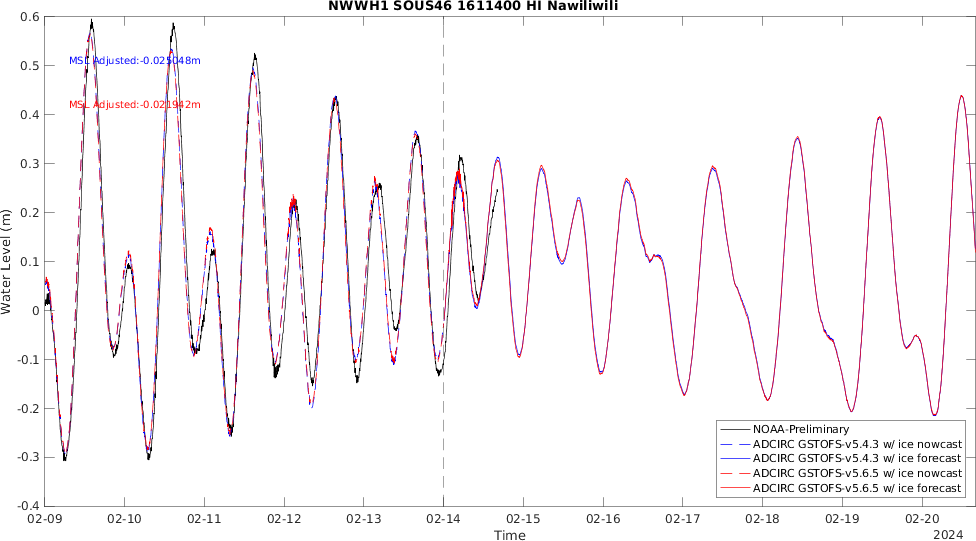 NWWH1 SOUS46 1611400 HI Nawiliwili
0.6
0.5
0.4
0.3
0.2
0.1
0
-0.1
-0.2
-0.3
-0.4
Water Level (m)
MSL Adjusted:-0.025048m
MSL Adjusted:-0.021942m
NOAA-Preliminary
ADCIRC GSTOFS-v5.4.3 w/ ice nowcast
ADCIRC GSTOFS-v5.4.3 w/ ice forecast
ADCIRC GSTOFS-v5.6.5 w/ ice nowcast
ADCIRC GSTOFS-v5.6.5 w/ ice forecast
02-09 02-10 02-11 02-12 02-13 02-14 02-15 02-16 02-17 02-18 02-19 02-20
2024
Time